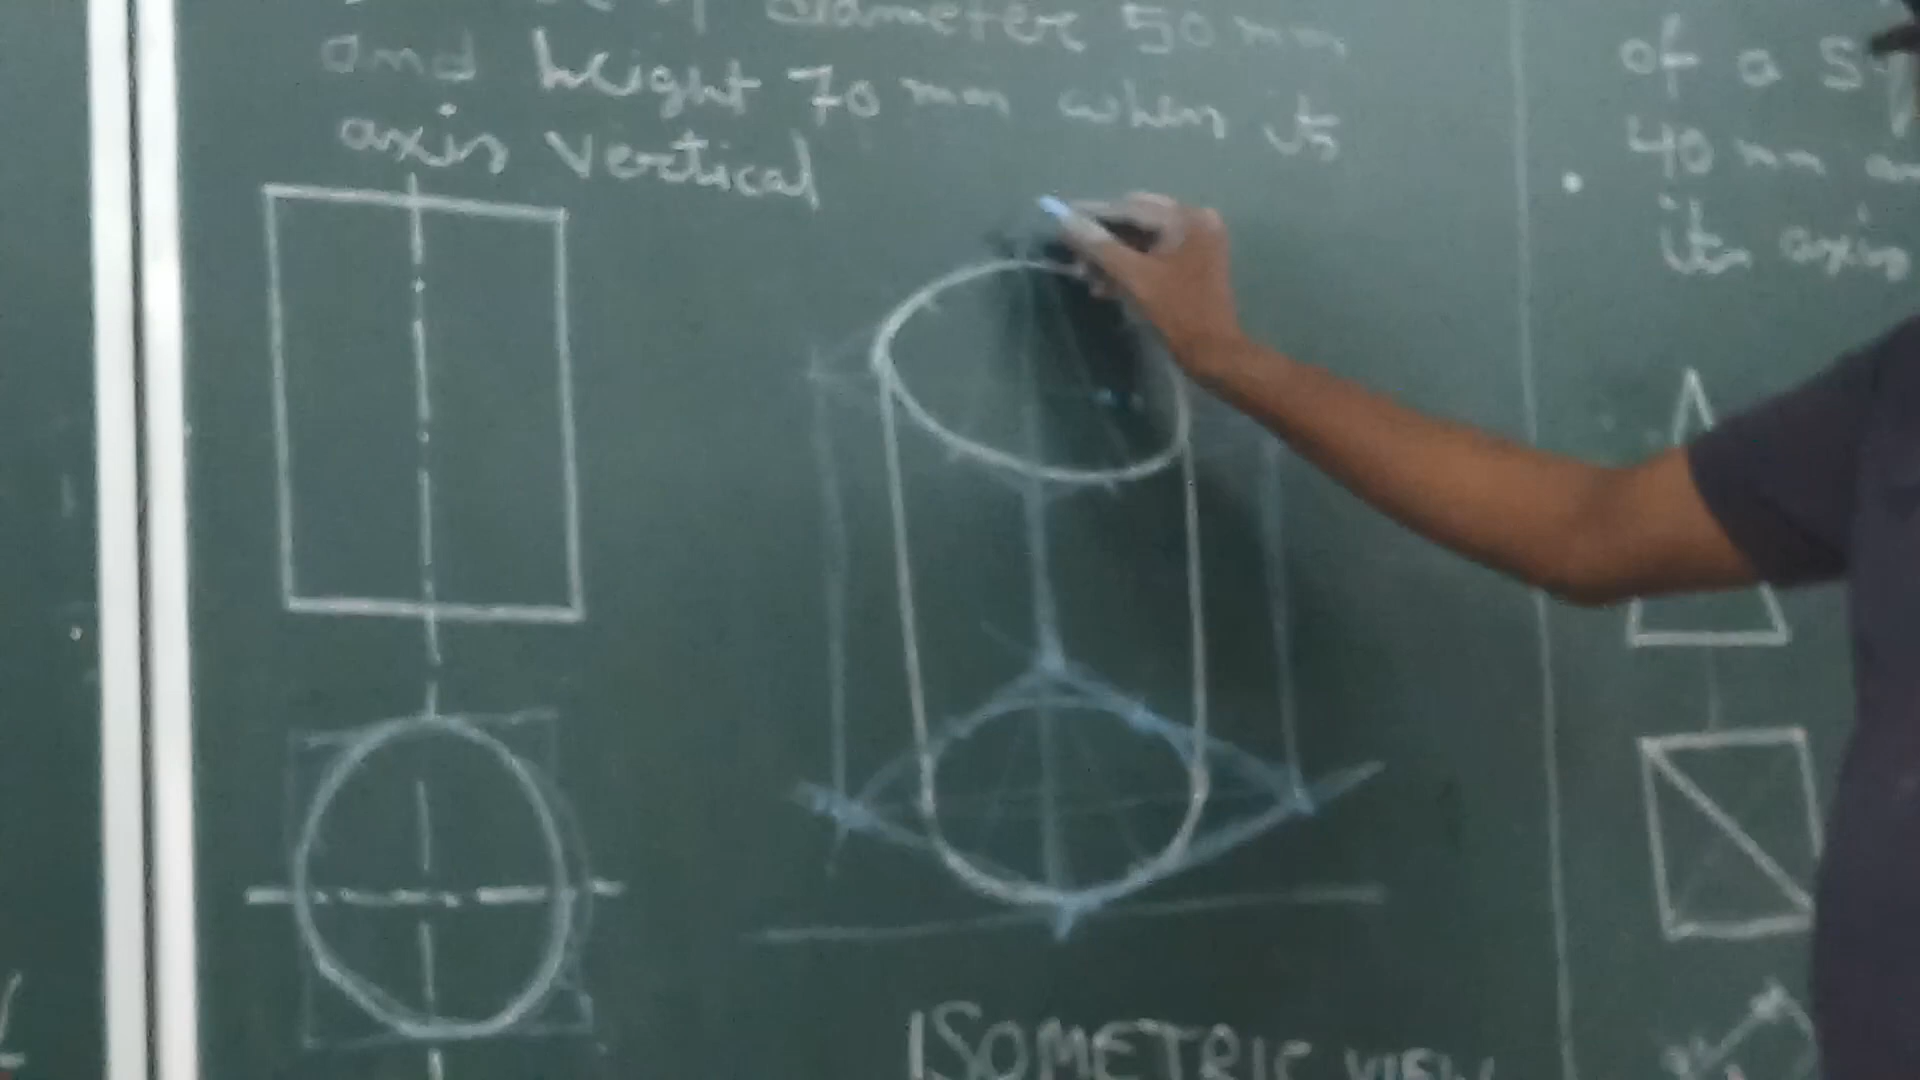 diameter 50 mm
and height 70 mm when its
axis vertical
of a
40 mm
its axis
ISOMETRIC VIEW